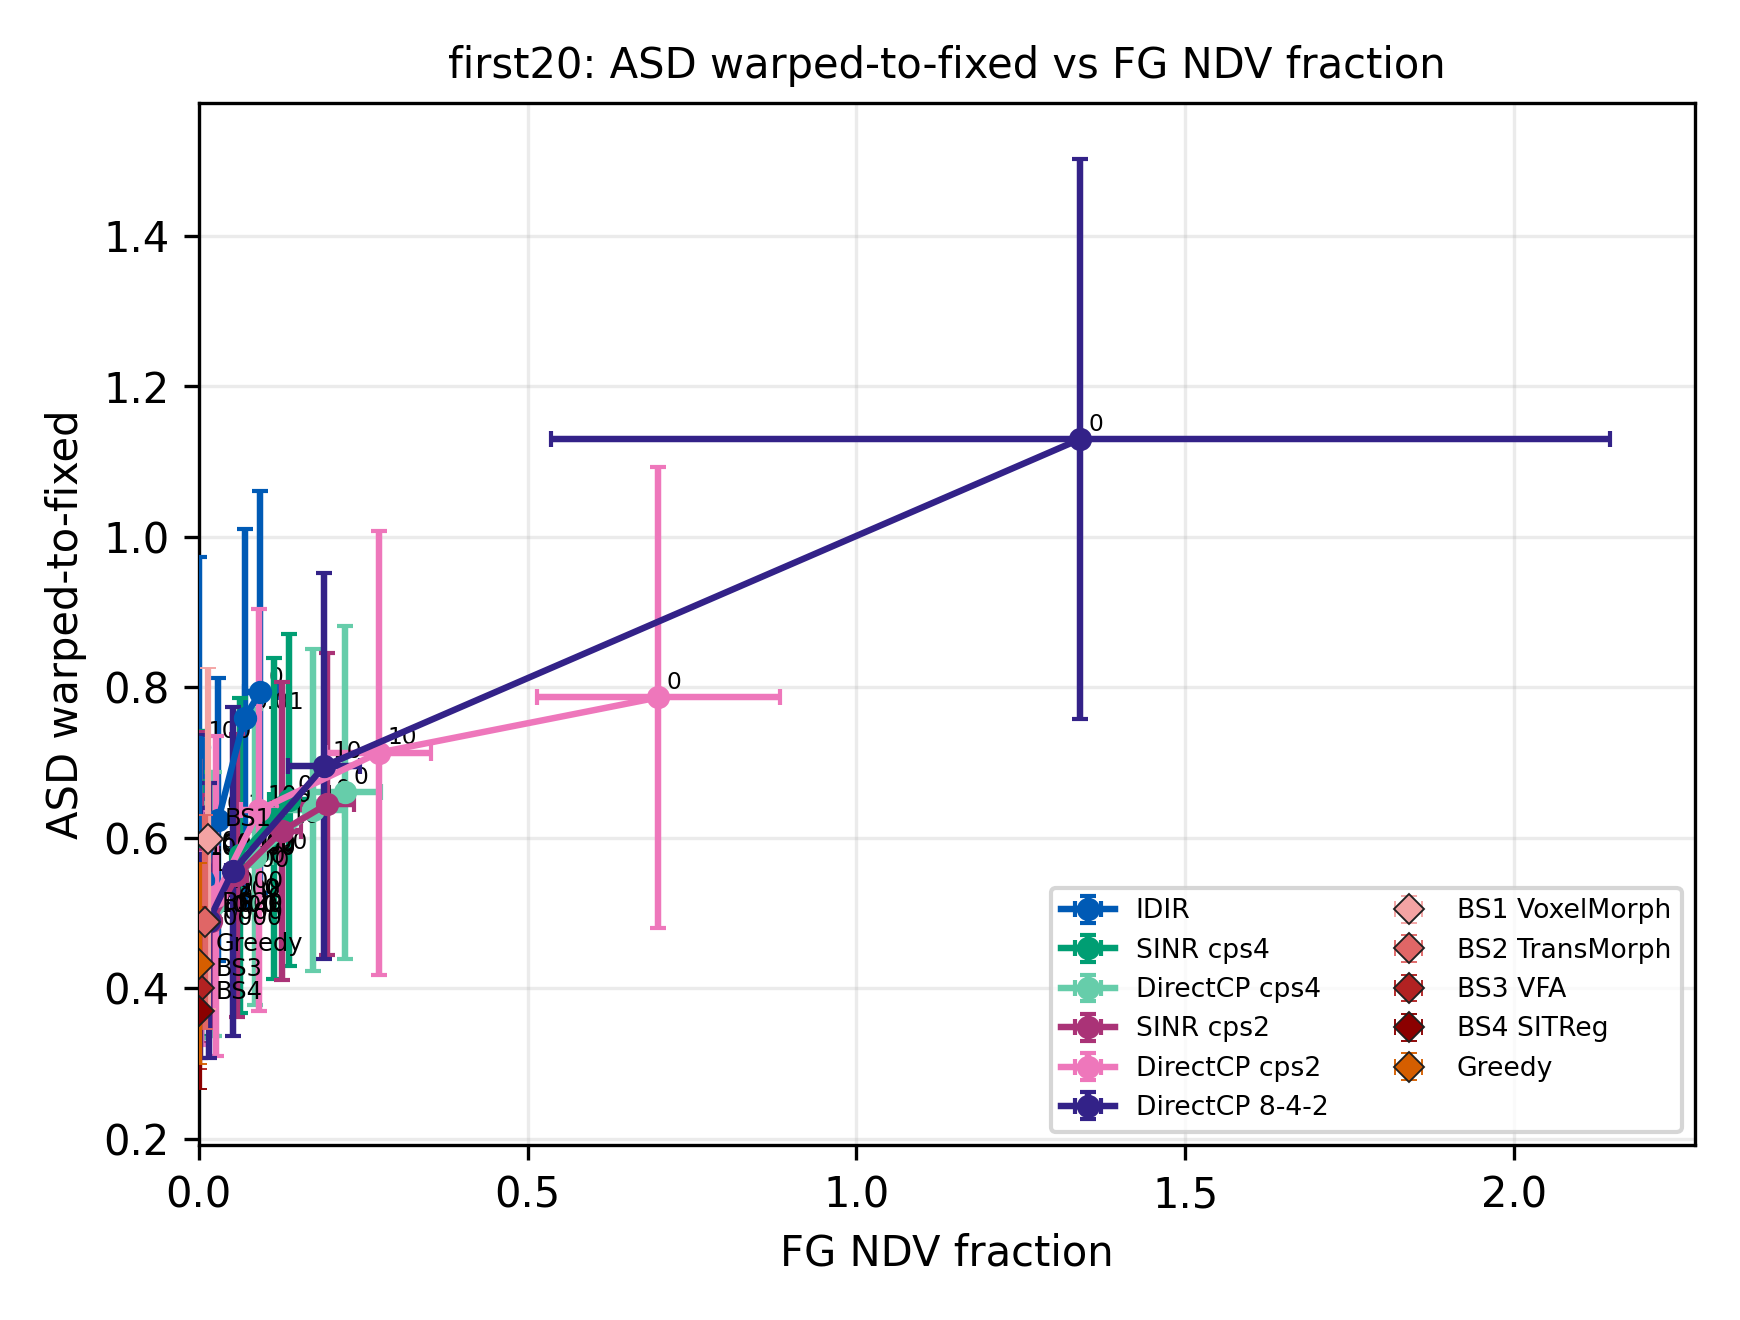 first20: ASD warped-to-fixed vs FG NDV fraction
ASD warped-to-fixed
1.4
1.2
1.0
0.8
0.6
0.4
0.2
0
0
10
10
0
0
100
BS1
Greedy
BS3
BS4
IDIR
SINR cps4
DirectCP cps4
SINR cps2
DirectCP cps2
DirectCP 8-4-2
BS1 VoxelMorph
BS2 TransMorph
BS3 VFA
BS4 SITReg
Greedy
0.0
0.5
1.0
1.5
2.0
FG NDV fraction